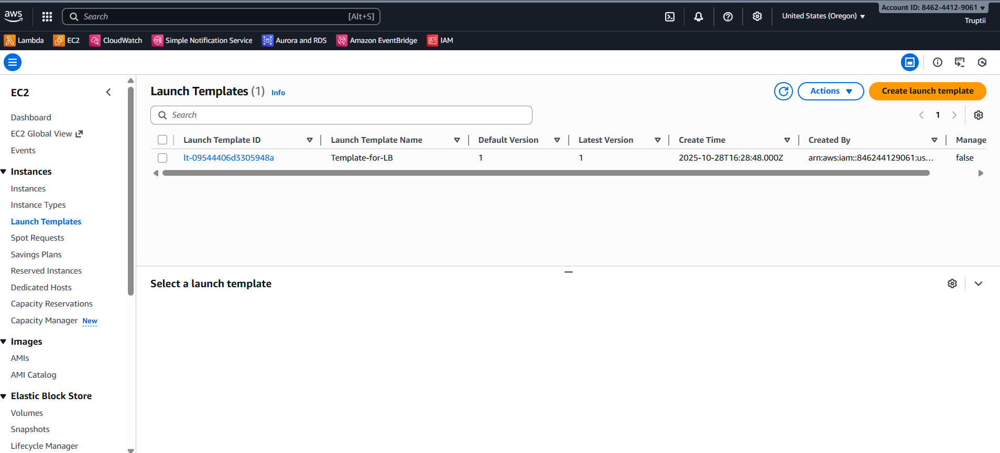 aws
Search [Alt+S]
United States (Oregon)
Account ID: 8462-4412-9061
Truptii
Lambda EC2 CloudWatch Simple Notification Service Aurora and RDS Amazon EventBridge IAM
EC2
Dashboard
EC2 Global View
Events
Instances
Instances
Instance Types
Launch Templates
Spot Requests
Savings Plans
Reserved Instances
Dedicated Hosts
Capacity Reservations
Capacity Manager New
Images
AMIs
AMI Catalog
Elastic Block Store
Volumes
Snapshots
Lifecycle Manager
Launch Templates (1) Info
Actions
Create launch template
Search
1
Launch Template ID Launch Template Name Default Version Latest Version Create Time Created By Manage
lt-09544406d3305948a Template-for-LB 1 1 2025-10-28T16:28:48.000Z arn:aws:iam::846244129061:us... false
Select a launch template